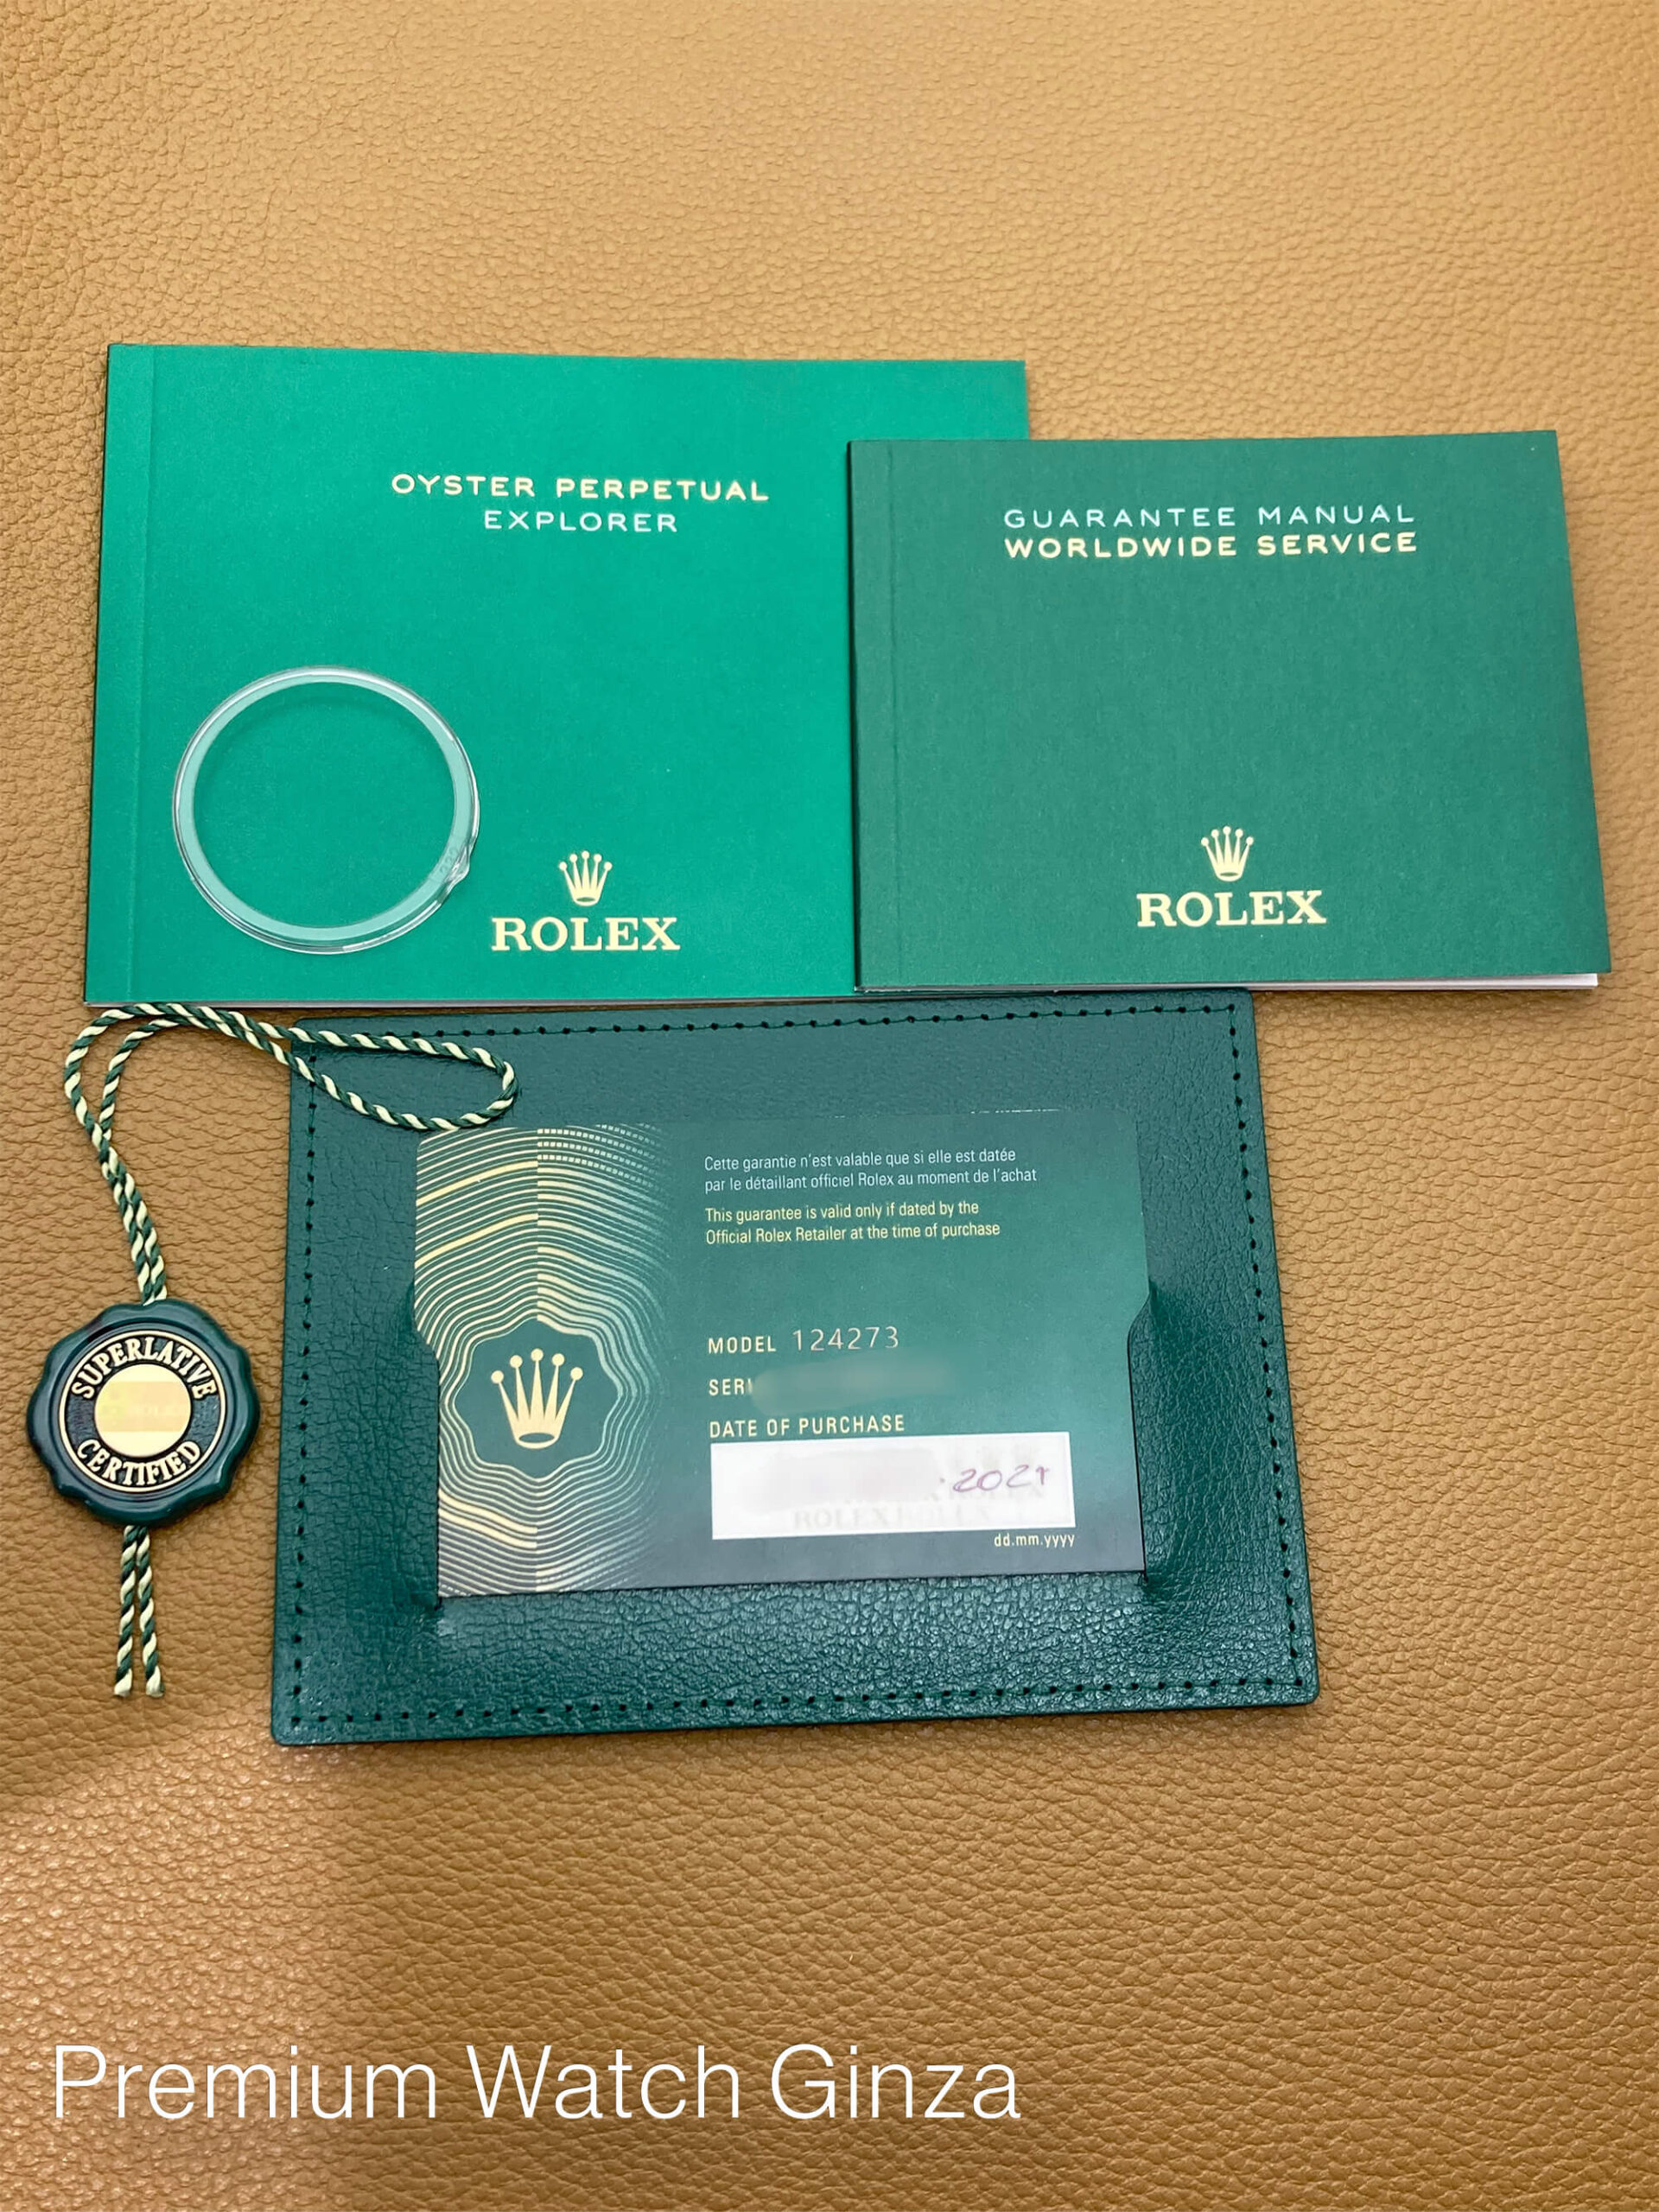 OYSTER PERPETUAL
EXPLORER
ROLEX
GUARANTEE MANUAL
WORLDWIDE SERVICE
ROLEX
SUPERLATIVE
CERTIFIED
Cette garantie n'est valable que si elle est datée
par le détaillant officiel Rolex au moment de l'achat
This guarantee is valid only if dated by the
Official Rolex Retailer at the time of purchase
MODEL 124273
SERI
DATE OF PURCHASE
.2021
ROLEX
dd.mm.yyyy
Premium Watch Ginza